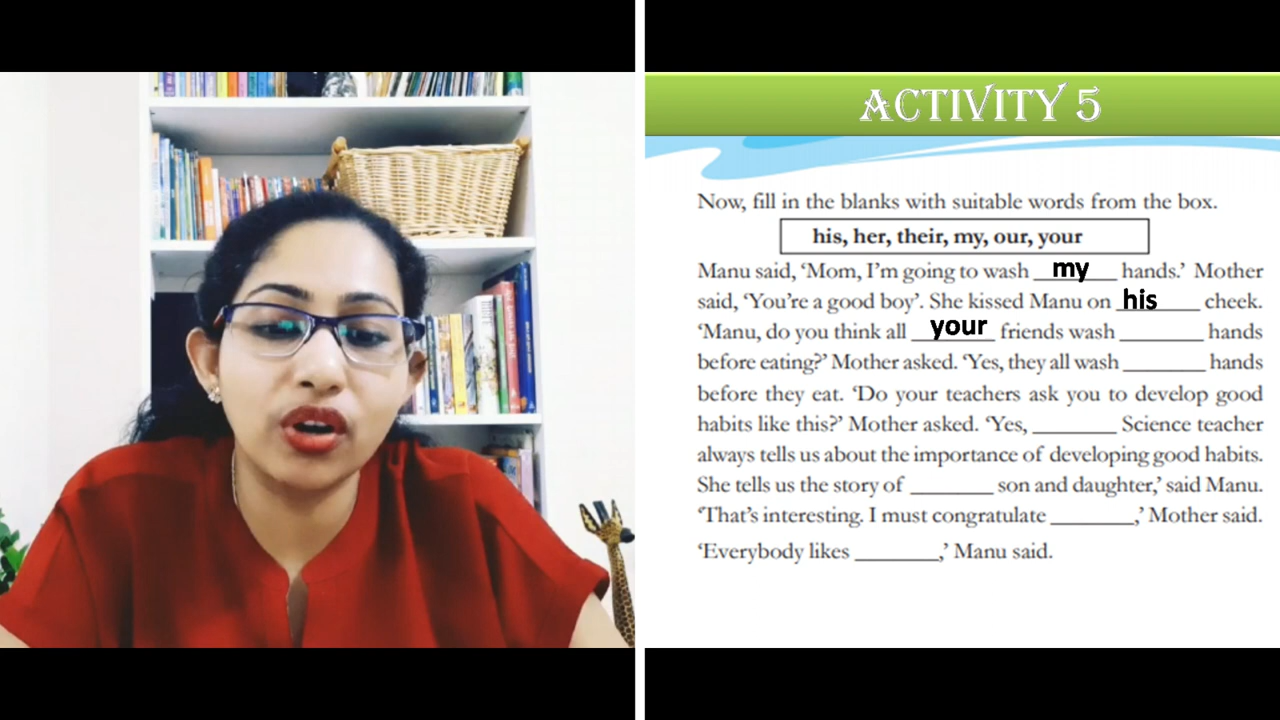 ACTIVITY 5
Now, fill in the blanks with suitable words from the box.
his, her, their, my, our, your
Manu said, ‘Mom, I’m going to wash ___my___ hands.’ Mother
said, ‘You’re a good boy’. She kissed Manu on ___his___ cheek.
‘Manu, do you think all ___your___ friends wash ________ hands
before eating?’ Mother asked. ‘Yes, they all wash ________ hands
before they eat. ‘Do your teachers ask you to develop good
habits like this?’ Mother asked. ‘Yes, ________ Science teacher
always tells us about the importance of developing good habits.
She tells us the story of ________ son and daughter,’ said Manu.
‘That’s interesting. I must congratulate ________,’ Mother said.
‘Everybody likes ________,’ Manu said.